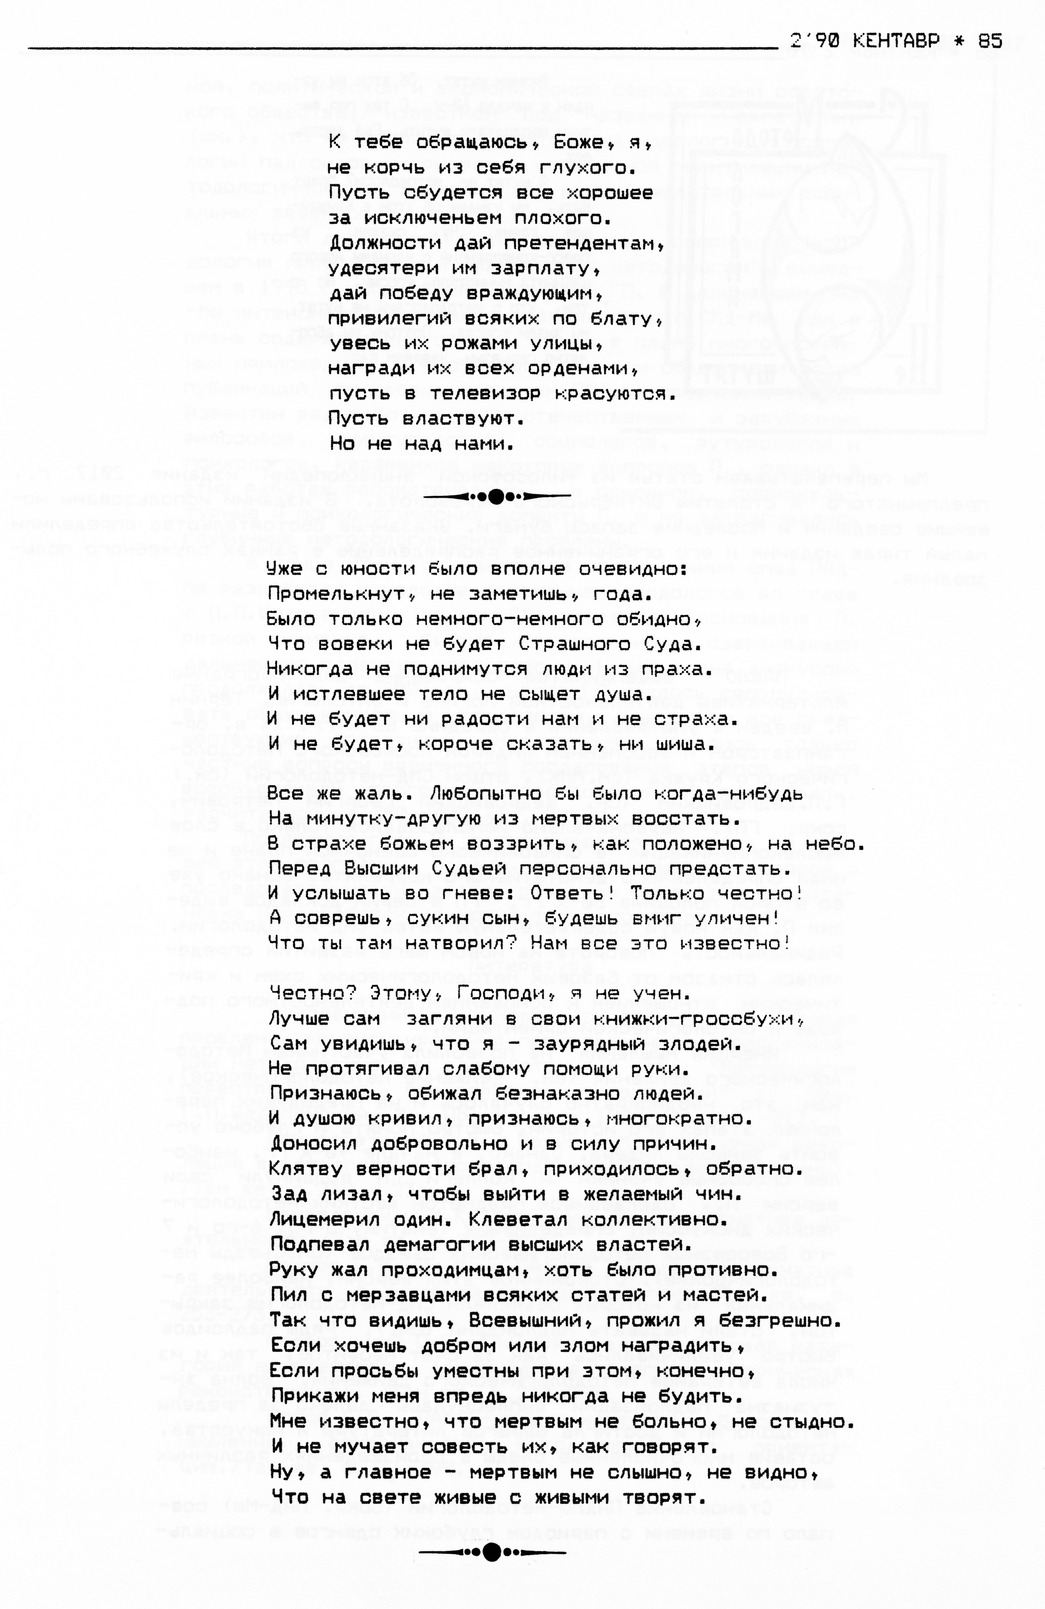 2'90 КЕНТАВР * 85
К тебе обращаюсь, Боже, я,
не корчь из себя глухого.
Пусть сбудется все хорошее
за исключеньем плохого.
Должности дай претендентам,
удесятери им зарплату,
дай победу враждующим,
привилегий всяких по блату,
увесь их рожами улицы,
награди их всех орденами,
пусть в телевизор красуются.
Пусть властвуют.
Но не над нами.
Уже с юности было вполне очевидно:
Промелькнут, не заметишь, года.
Было только немного-немного обидно,
Что вовеки не будет Страшного Суда.
Никогда не поднимутся люди из праха.
И истлевшее тело не сыщет душа.
И не будет ни радости нам и не страха.
И не будет, короче сказать, ни шиша.
Все же жаль. Любопытно бы было когда-нибудь
На минутку-другую из мертвых восстать.
В страхе божьем воззрить, как положено, на небо.
Перед Высшим Судьей персонально предстать.
И услышать во гневе: Ответь! Только честно!
А соврешь, сукин сын, будешь вмиг уличен!
Что ты там натворил? Нам все это известно!
Честно? Этому, Господи, я не учен.
Лучше сам загляни в свои книжки-гроссбухи,
Сам увидишь, что я - заурядный злодей.
Не протягивал слабому помощи руки.
Признаюсь, обижал безнаказно людей.
И душою кривил, признаюсь, многократно.
Доносил добровольно и в силу причин.
Клятву верности брал, приходилось, обратно.
Зад лизал, чтобы выйти в желаемый чин.
Лицемерил один. Клеветал коллективно.
Подпевал демагогии высших властей.
Руку жал проходимцам, хоть было противно.
Пил с мерзавцами всяких статей и мастей.
Так что видишь, Всевышний, прожил я безгрешно.
Если хочешь добром или злом наградить,
Если просьбы уместны при этом, конечно,
Прикажи меня впредь никогда не будить.
Мне известно, что мертвым не больно, не стыдно.
И не мучает совесть их, как говорят.
Ну, а главное - мертвым не слышно, не видно,
Что на свете живые с живыми творят.